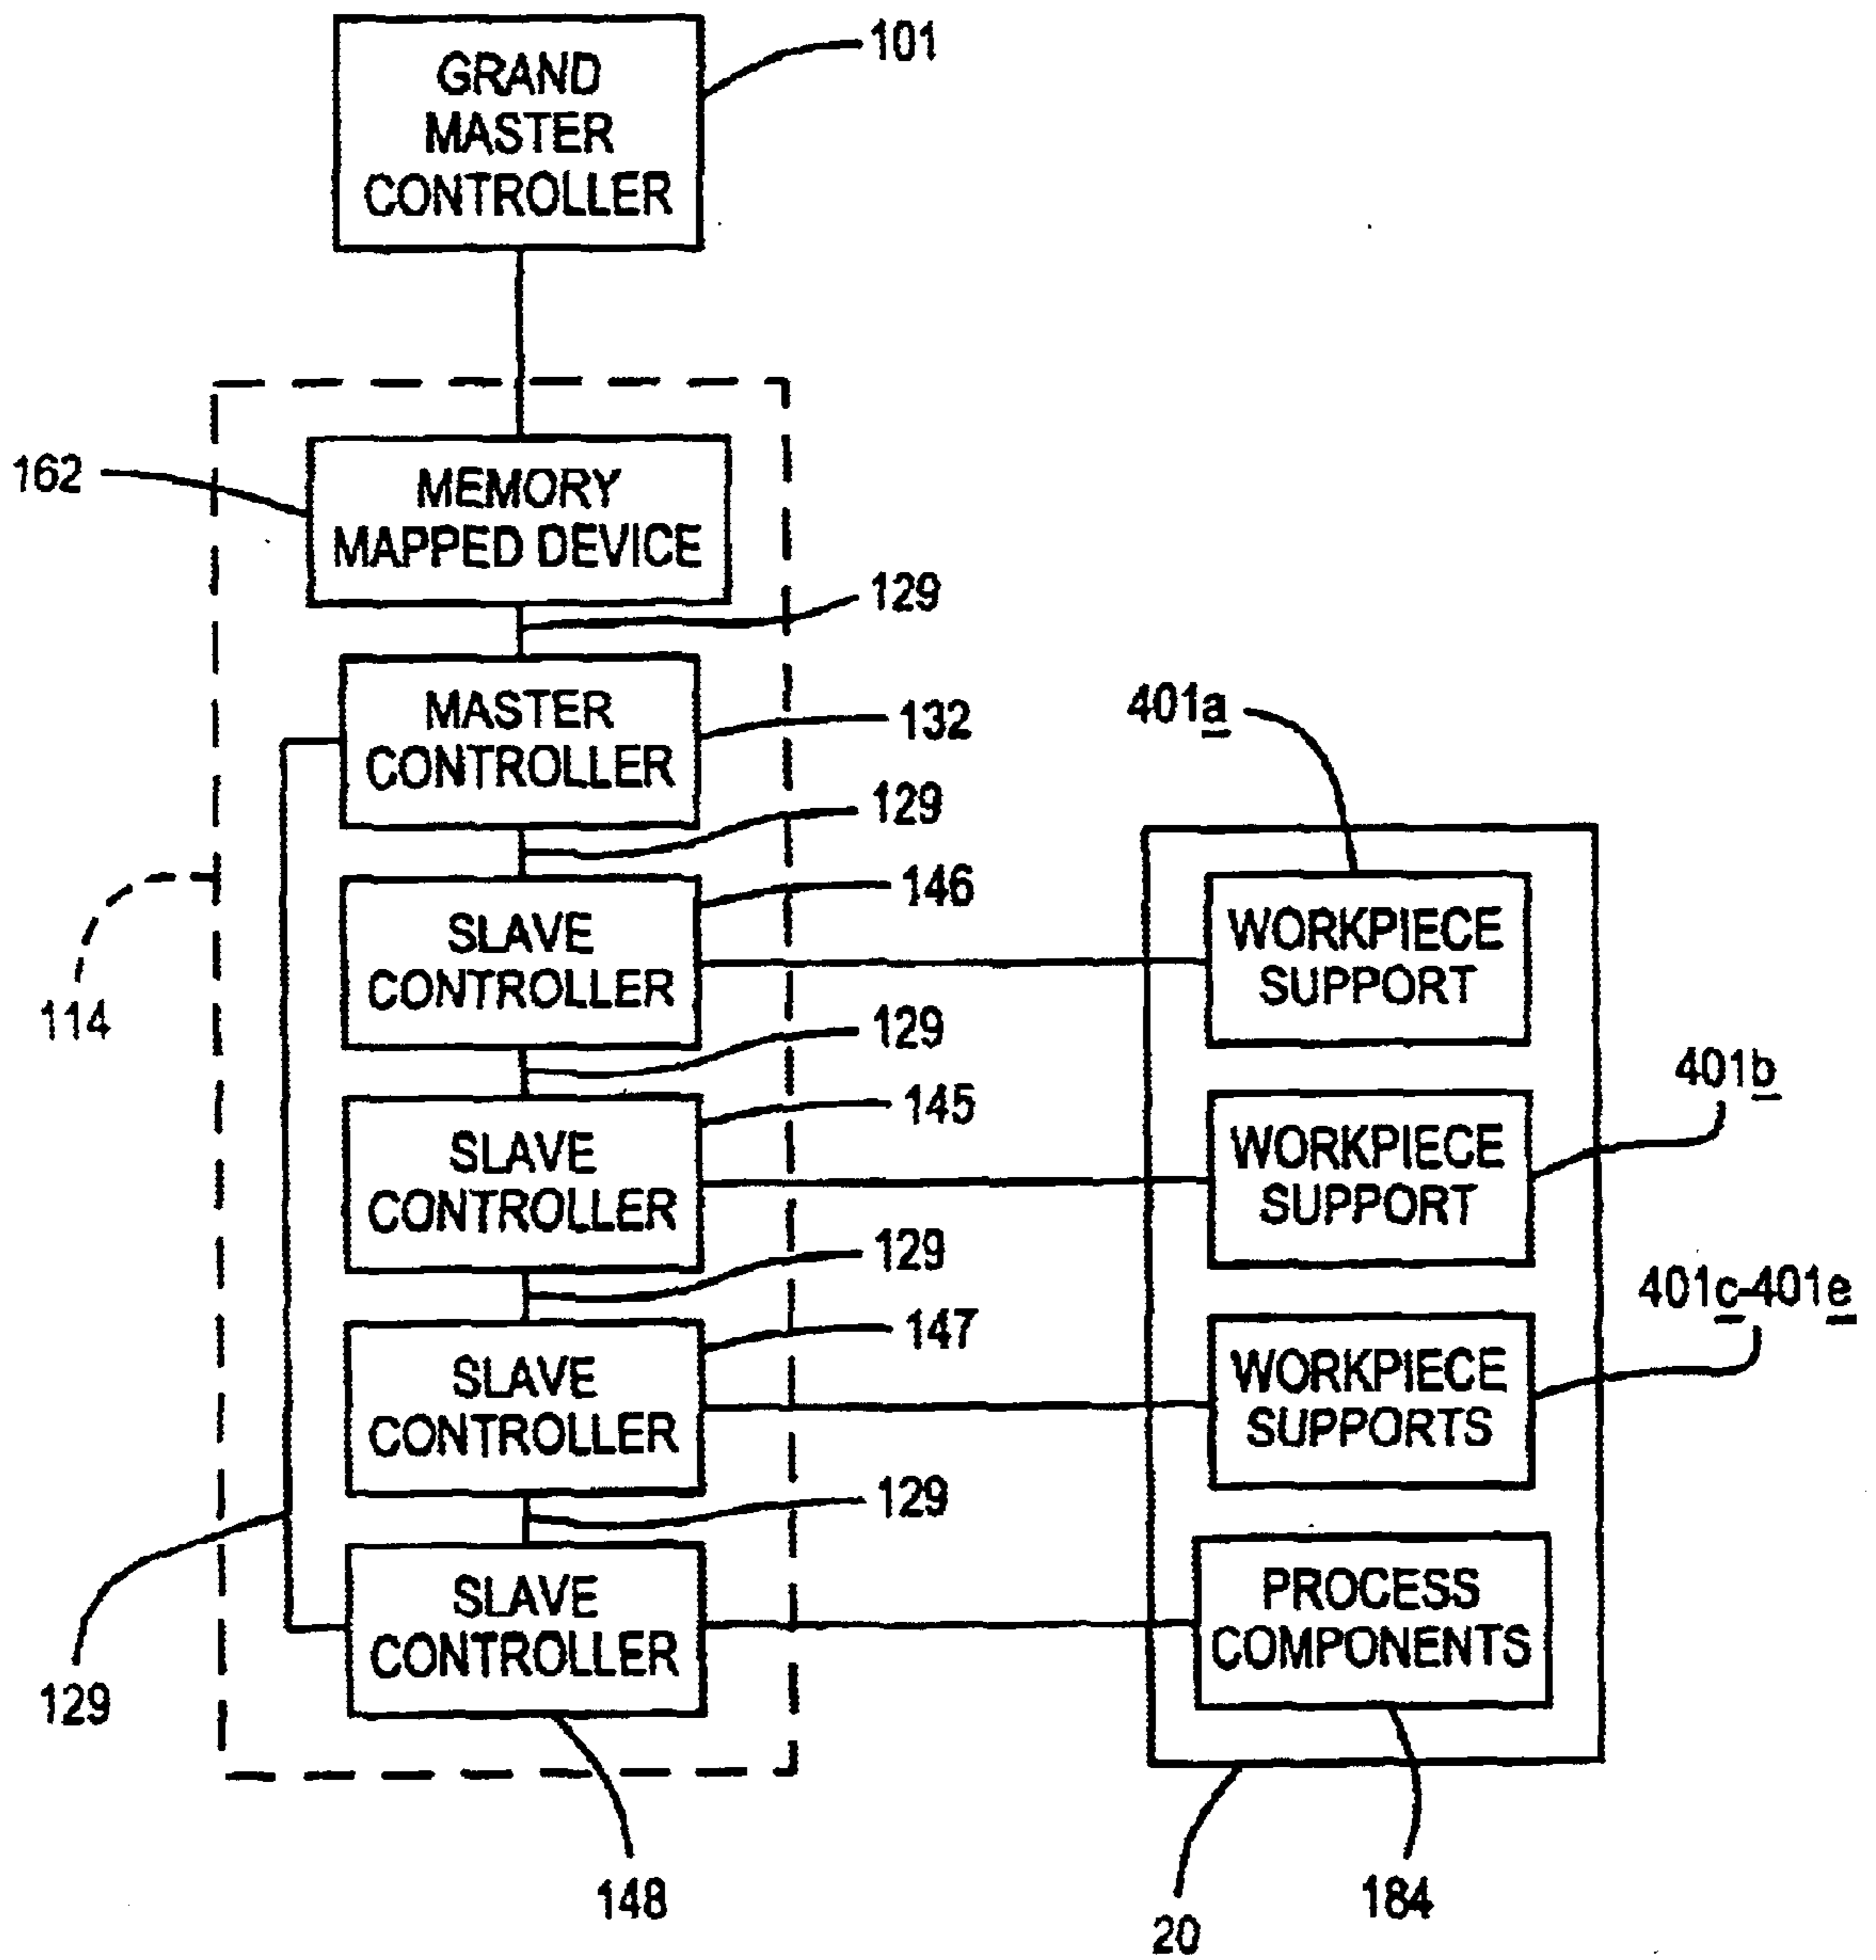 GRAND
MASTER
CONTROLLER
101
162
MEMORY
MAPPED DEVICE
129
MASTER
CONTROLLER
132
401a
129
SLAVE
CONTROLLER
146
WORKPIECE
SUPPORT
114
129
SLAVE
CONTROLLER
145
401b
WORKPIECE
SUPPORT
129
SLAVE
CONTROLLER
147
401c-401e
WORKPIECE
SUPPORTS
129
129
SLAVE
CONTROLLER
PROCESS
COMPONENTS
148
20
184